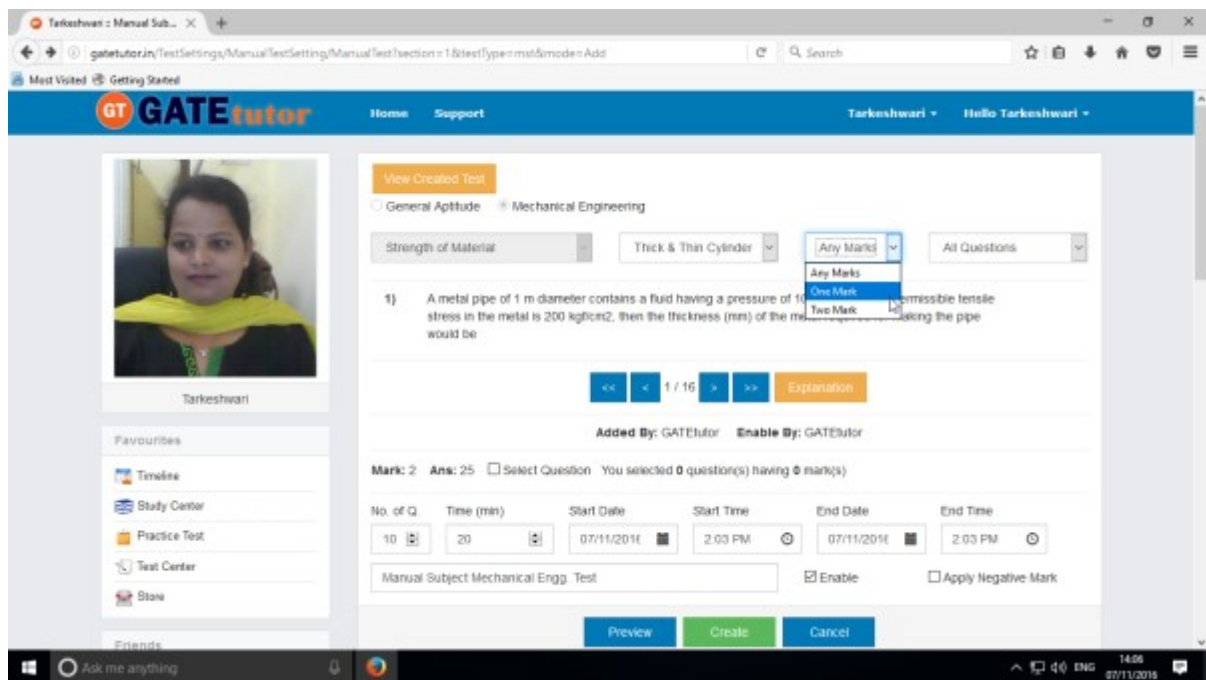 Tarkeshwari :: Manual Sub...
gatetutor.in/TestSettings/ManualTestSetting/ManualTest?section=1&testType=mst&mode=Add
Search
Most Visited Getting Started
GT GATEtutor Home Support Tarkeshwari Hello Tarkeshwari
View Created Test
General Aptitude Mechanical Engineering
Strength of Material Thick & Thin Cylinder Any Marks All Questions
Any Marks
One Mark
Two Mark
1) A metal pipe of 1 m diameter contains a fluid having a pressure of permissible tensile
stress in the metal is 200 kgf/cm2, then the thickness (mm) of the making the pipe
would be
<< < 1 / 16 > >> Explanation
Added By: GATEtutor Enable By: GATEtutor
Mark: 2 Ans: 25 Select Question You selected 0 question(s) having 0 mark(s)
No. of Q. Time (min) Start Date Start Time End Date End Time
10 20 07/11/2016 2:03 PM 07/11/2016 2:03 PM
Manual Subject Mechanical Engg. Test Enable Apply Negative Mark
Preview Create Cancel
Tarkeshwari
Favourites
Timeline
Study Center
Practice Test
Test Center
Store
Friends
Ask me anything
ENG
14:06
07/11/2016